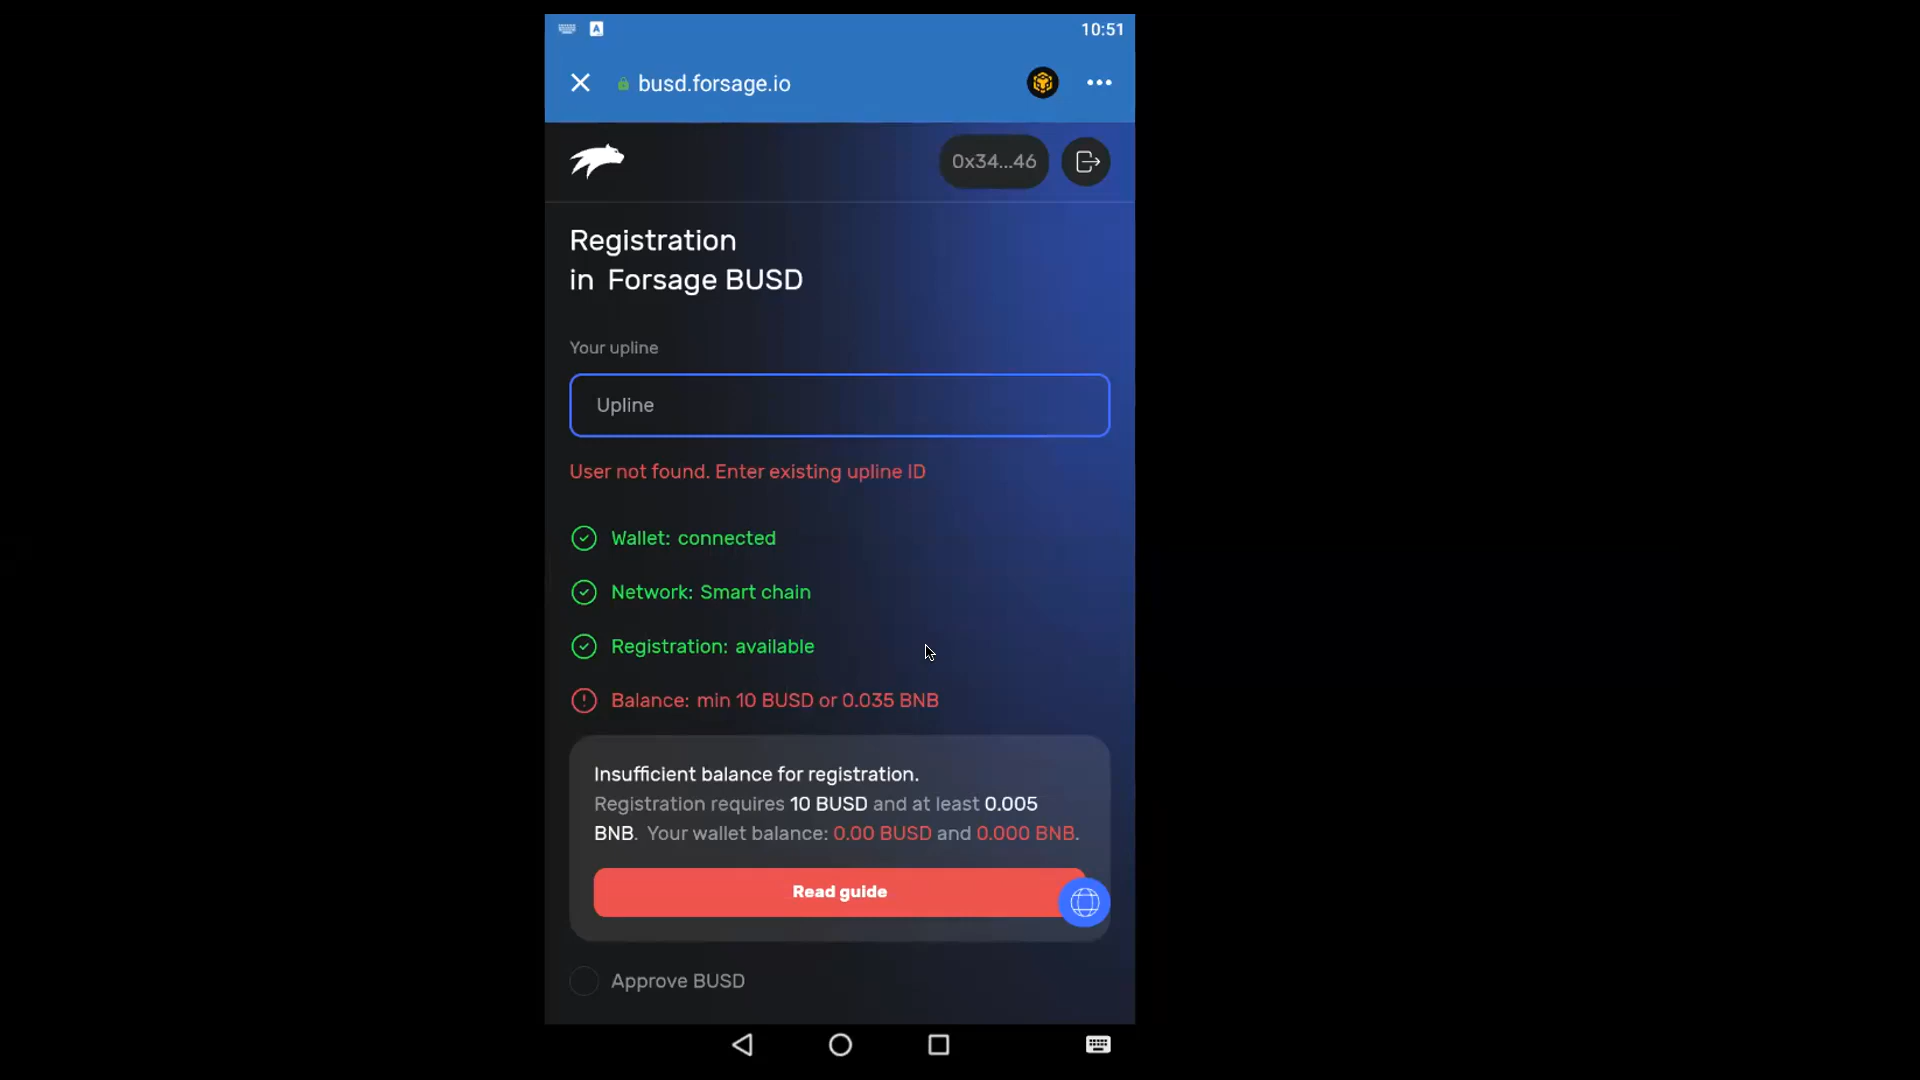 10:51
busd.forsage.io
0x34...46
Registration
in Forsage BUSD
Your upline
Upline
User not found. Enter existing upline ID
Wallet: connected
Network: Smart chain
Registration: available
Balance: min 10 BUSD or 0.035 BNB
Insufficient balance for registration.
Registration requires 10 BUSD and at least 0.005
BNB. Your wallet balance: 0.00 BUSD and 0.000 BNB.
Read guide
Approve BUSD